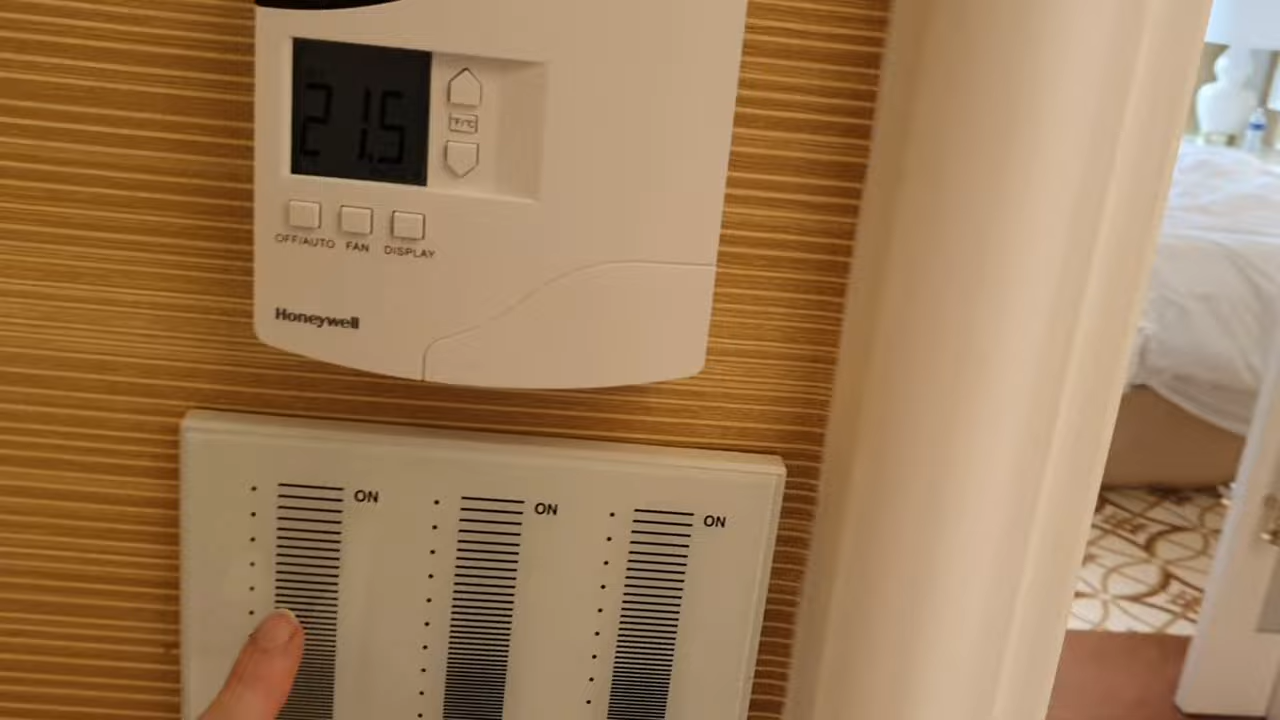 21.5
°F/°C
OFF/AUTO FAN DISPLAY
Honeywell
ON ON ON